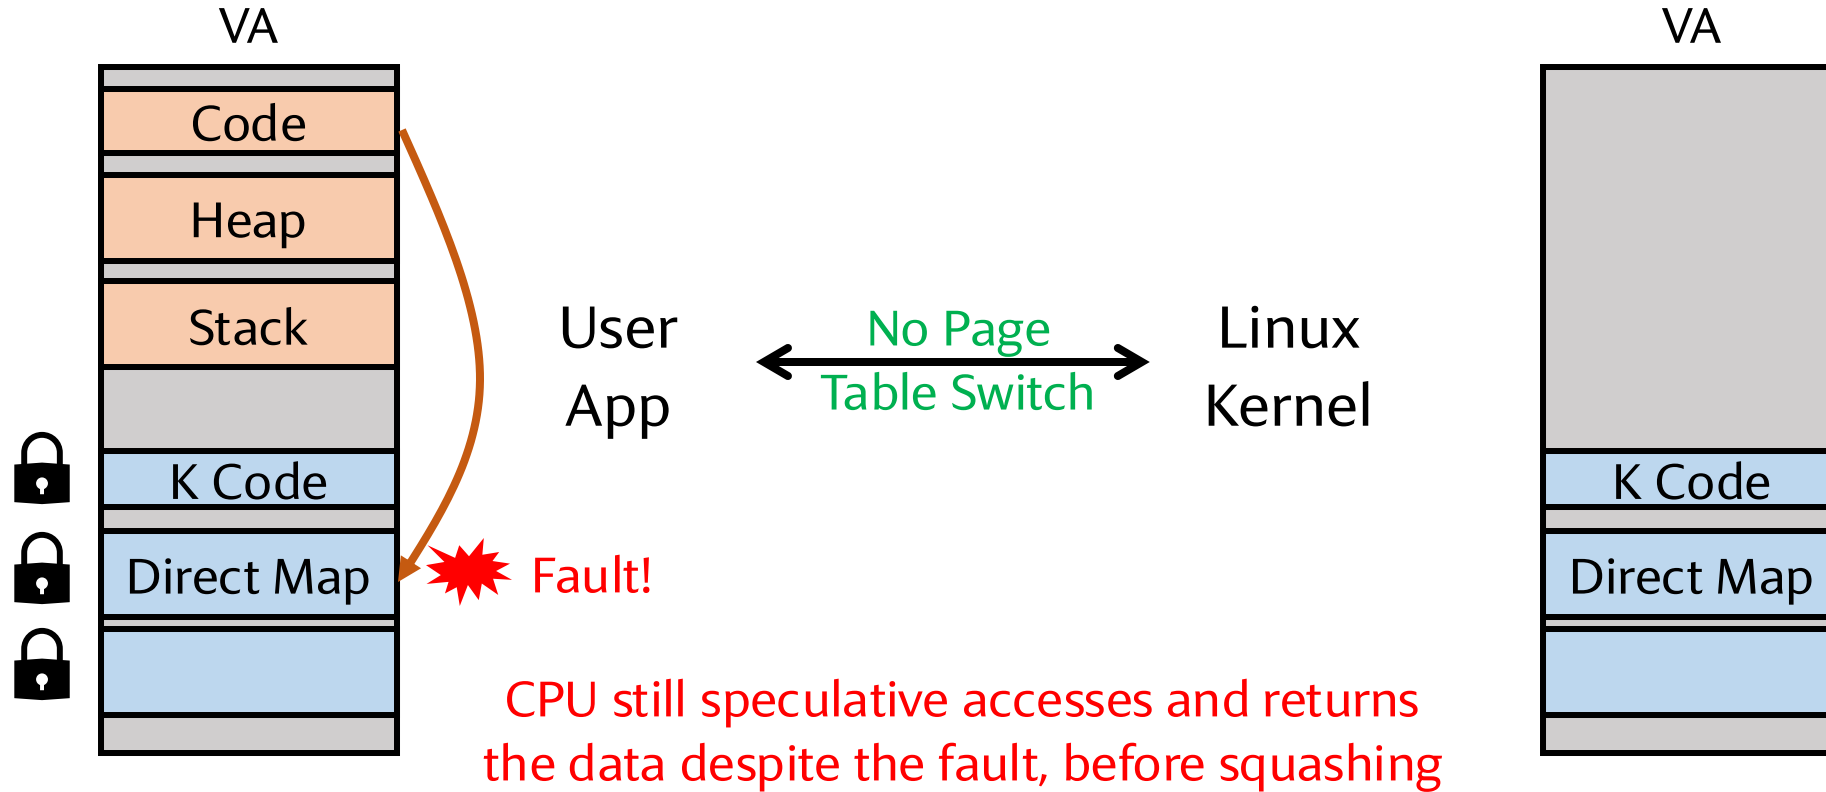 VA
Code
Heap
Stack
K Code
Direct Map
User
App
No Page
Table Switch
Linux
Kernel
Fault!
CPU still speculative accesses and returns
the data despite the fault, before squashing
VA
K Code
Direct Map